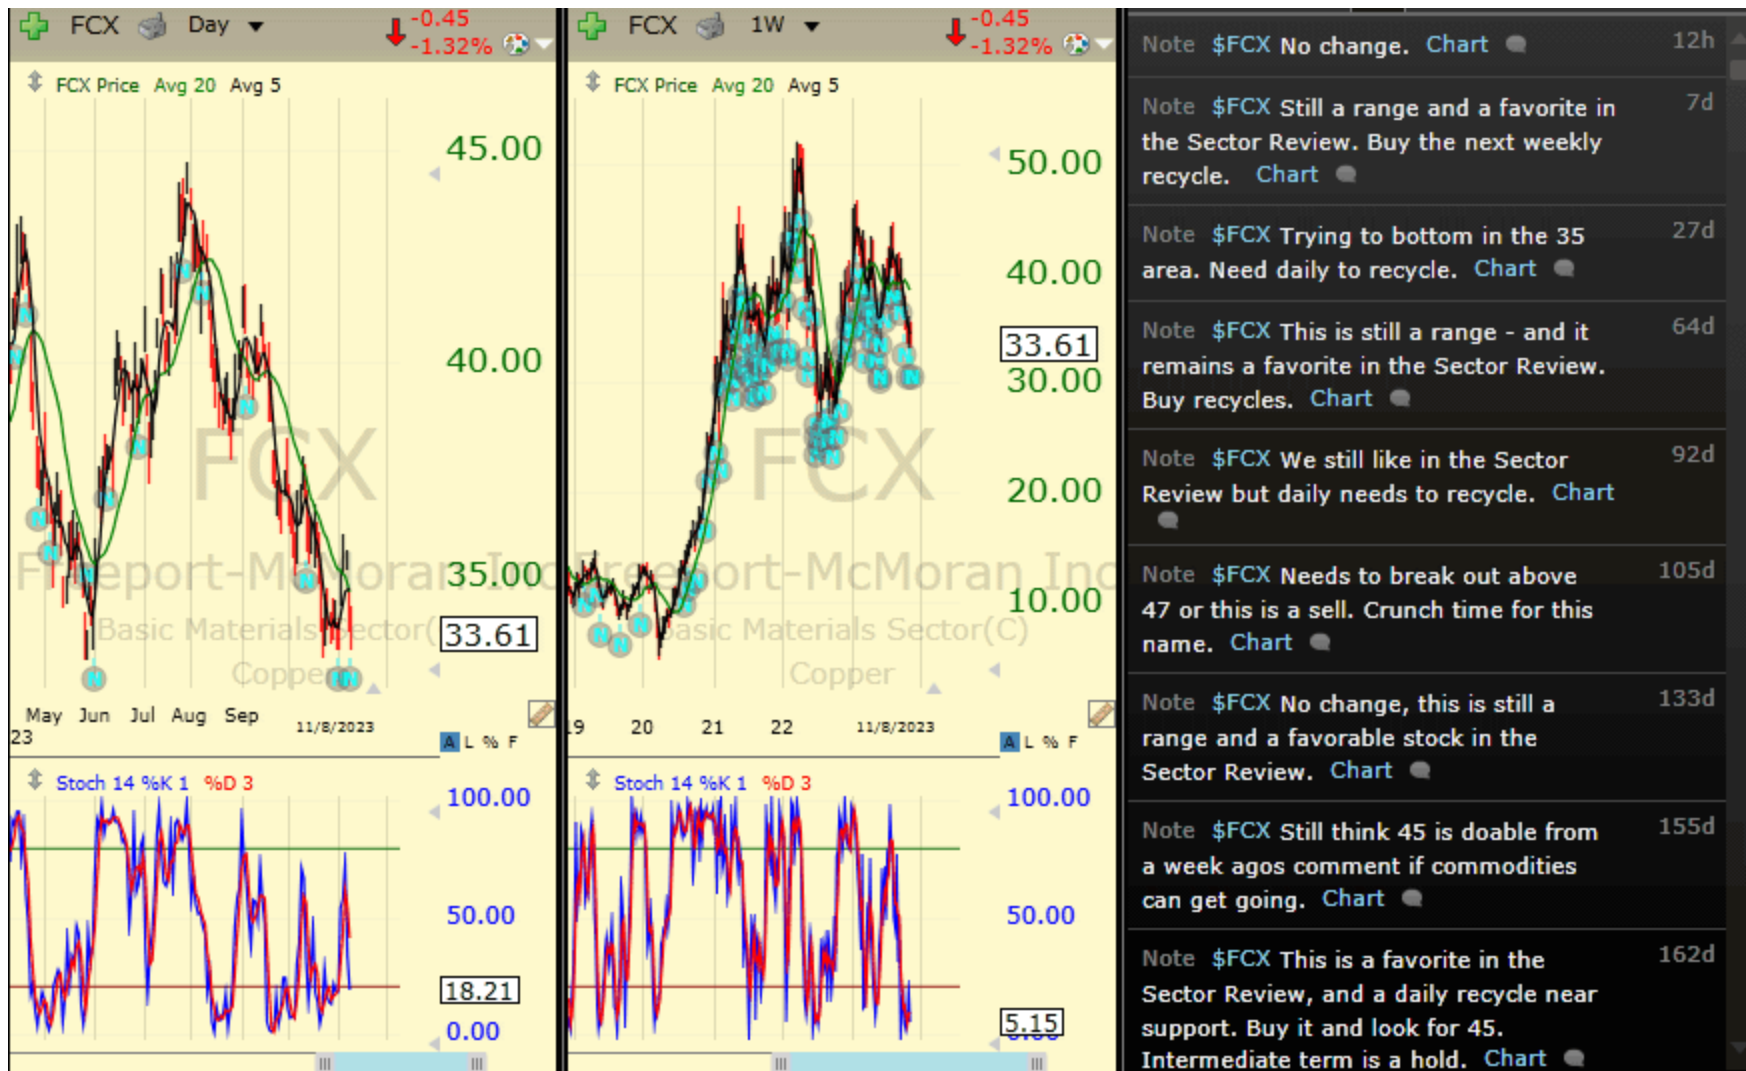 FCX Day
-0.45
-1.32%
FCX Price Avg 20 Avg 5
45.00
40.00
35.00
33.61
FCX
Freeport-McMoran Inc
Basic Materials Sector(
Copper
May Jun Jul Aug Sep
23
11/8/2023
A L % F
Stoch 14 %K 1 %D 3
100.00
50.00
18.21
0.00
FCX 1W
-0.45
-1.32%
FCX Price Avg 20 Avg 5
50.00
40.00
33.61
30.00
20.00
10.00
FCX
Freeport-McMoran Inc
Basic Materials Sector(C)
Copper
19 20 21 22
11/8/2023
A L % F
Stoch 14 %K 1 %D 3
100.00
50.00
5.15
0.00
Note $FCX No change. Chart 12h
Note $FCX Still a range and a favorite in 7d
the Sector Review. Buy the next weekly
recycle. Chart
Note $FCX Trying to bottom in the 35 27d
area. Need daily to recycle. Chart
Note $FCX This is still a range - and it 64d
remains a favorite in the Sector Review.
Buy recycles. Chart
Note $FCX We still like in the Sector 92d
Review but daily needs to recycle. Chart
Note $FCX Needs to break out above 105d
47 or this is a sell. Crunch time for this
name. Chart
Note $FCX No change, this is still a 133d
range and a favorable stock in the
Sector Review. Chart
Note $FCX Still think 45 is doable from 155d
a week agos comment if commodities
can get going. Chart
Note $FCX This is a favorite in the 162d
Sector Review, and a daily recycle near
support. Buy it and look for 45.
Intermediate term is a hold. Chart